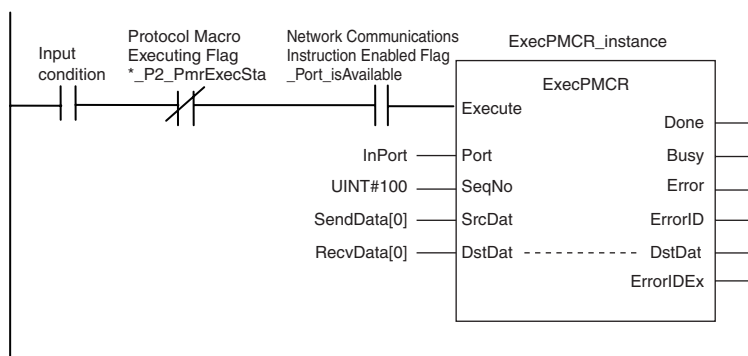 Input
condition
Protocol Macro
Executing Flag
*_P2_PmrExecSta
Network Communications
Instruction Enabled Flag
_Port_isAvailable
ExecPMCR_instance
ExecPMCR
Execute
Done
InPort
Port
Busy
UINT#100
SeqNo
Error
SendData[0]
SrcDat
ErrorID
RecvData[0]
DstDat
DstDat
ErrorIDEx